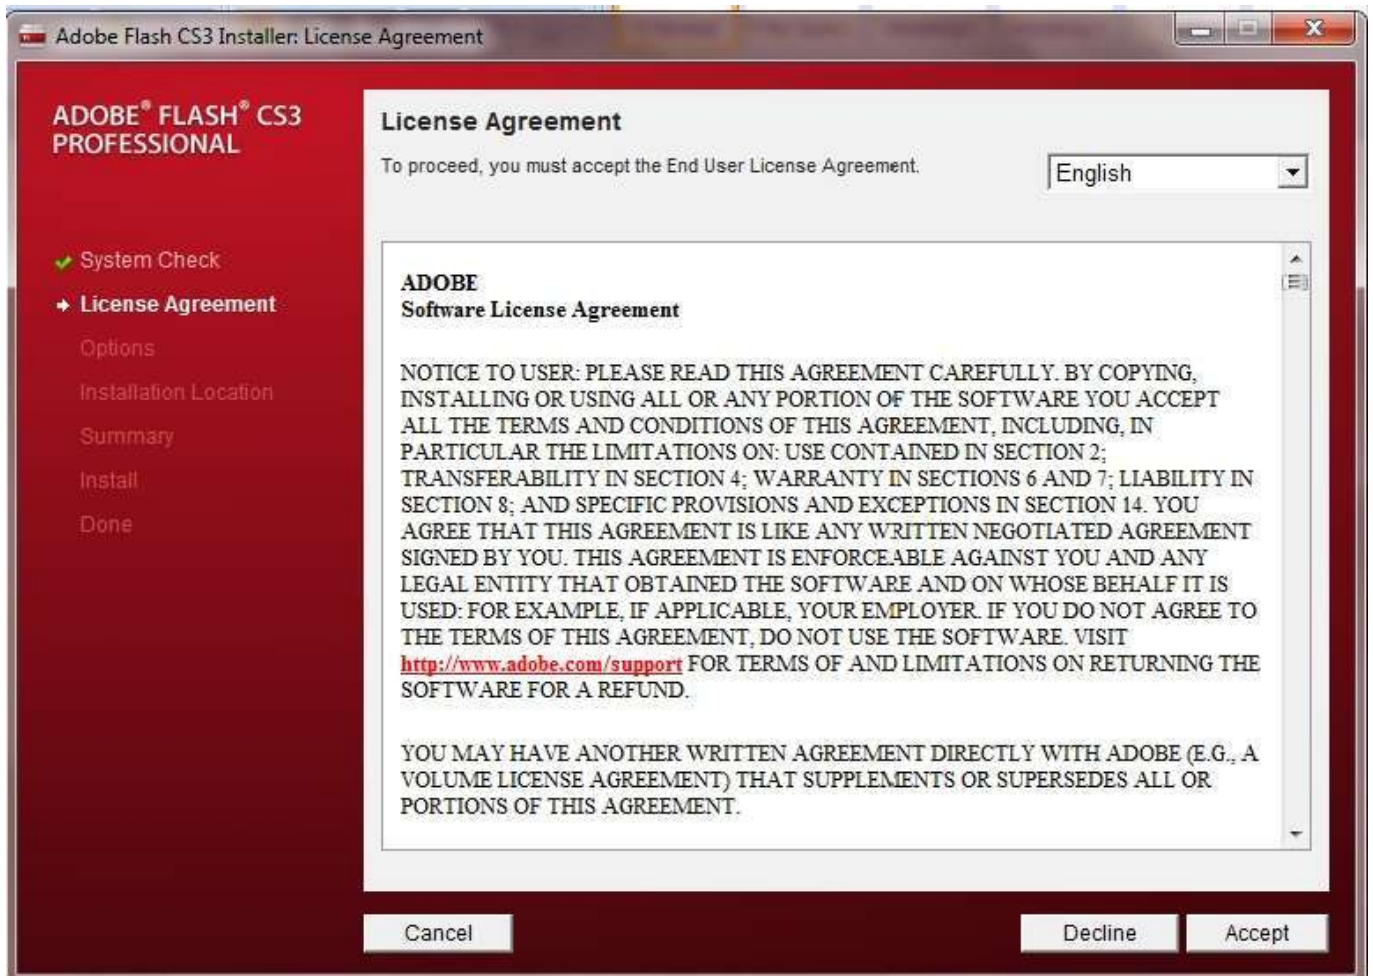 Adobe Flash CS3 Installer: License Agreement
ADOBE® FLASH® CS3
PROFESSIONAL
System Check
License Agreement
Options
Installation Location
Summary
Install
Done
License Agreement
To proceed, you must accept the End User License Agreement.
English
ADOBE
Software License Agreement
NOTICE TO USER: PLEASE READ THIS AGREEMENT CAREFULLY. BY COPYING,
INSTALLING OR USING ALL OR ANY PORTION OF THE SOFTWARE YOU ACCEPT
ALL THE TERMS AND CONDITIONS OF THIS AGREEMENT, INCLUDING, IN
PARTICULAR THE LIMITATIONS ON: USE CONTAINED IN SECTION 2;
TRANSFERABILITY IN SECTION 4; WARRANTY IN SECTIONS 6 AND 7; LIABILITY IN
SECTION 8; AND SPECIFIC PROVISIONS AND EXCEPTIONS IN SECTION 14. YOU
AGREE THAT THIS AGREEMENT IS LIKE ANY WRITTEN NEGOTIATED AGREEMENT
SIGNED BY YOU. THIS AGREEMENT IS ENFORCEABLE AGAINST YOU AND ANY
LEGAL ENTITY THAT OBTAINED THE SOFTWARE AND ON WHOSE BEHALF IT IS
USED: FOR EXAMPLE, IF APPLICABLE, YOUR EMPLOYER. IF YOU DO NOT AGREE TO
THE TERMS OF THIS AGREEMENT, DO NOT USE THE SOFTWARE. VISIT
http://www.adobe.com/support FOR TERMS OF AND LIMITATIONS ON RETURNING THE
SOFTWARE FOR A REFUND.
YOU MAY HAVE ANOTHER WRITTEN AGREEMENT DIRECTLY WITH ADOBE (E.G., A
VOLUME LICENSE AGREEMENT) THAT SUPPLEMENTS OR SUPERSEDES ALL OR
PORTIONS OF THIS AGREEMENT.
Cancel
Decline
Accept